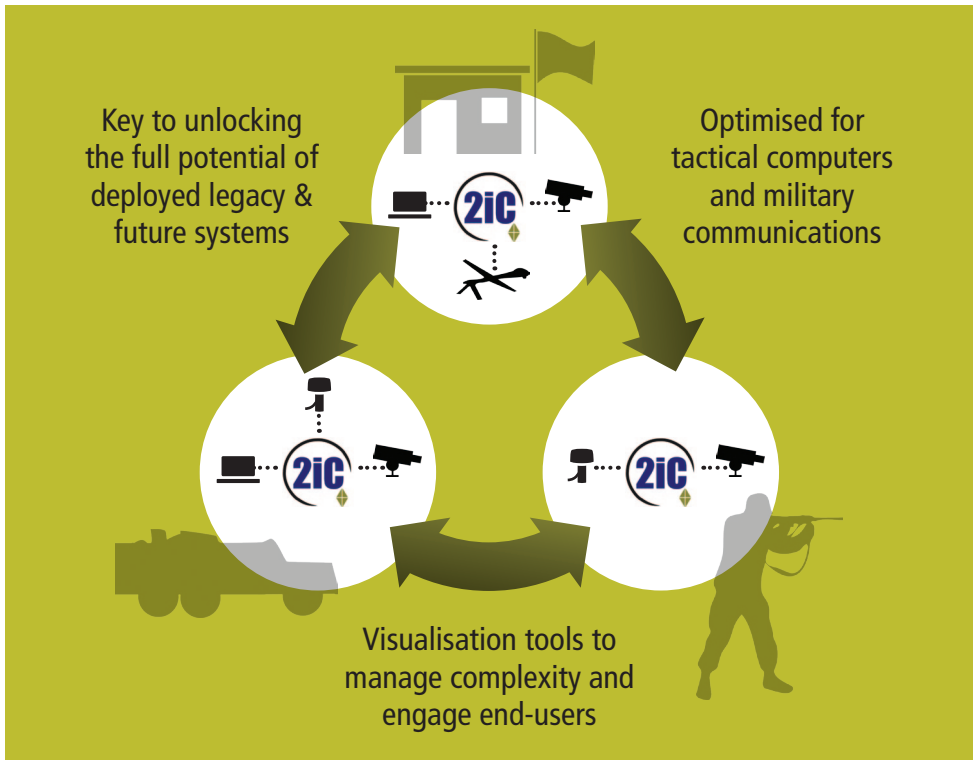 Key to unlocking
the full potential of
deployed legacy &
future systems
Optimised for
tactical computers
and military
communications
2iC
2iC
2iC
Visualisation tools to
manage complexity and
engage end-users